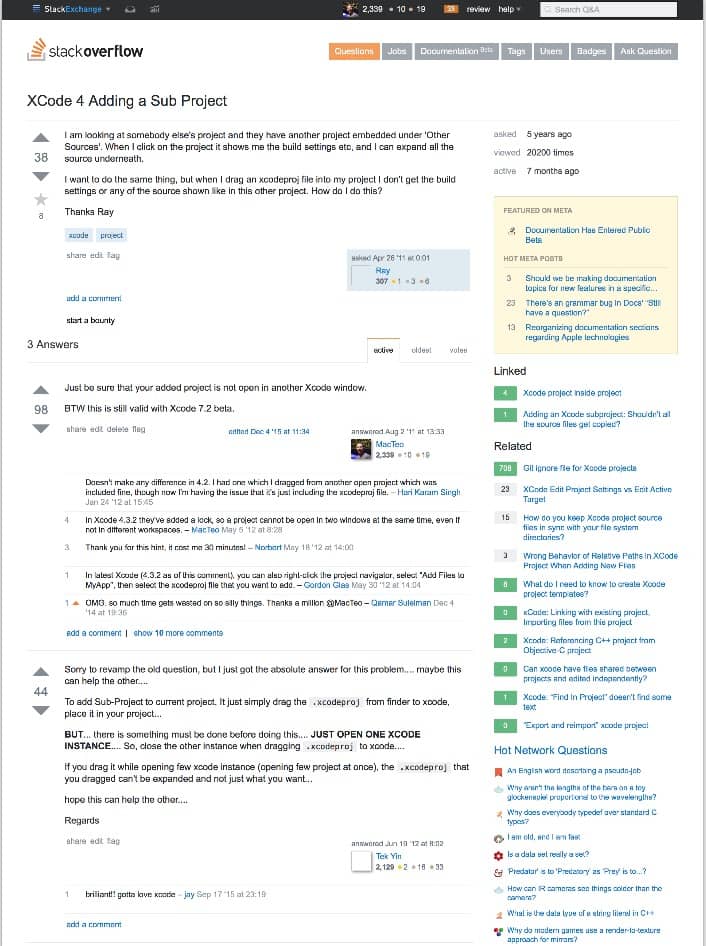 StackExchange
2,339 10 19
review help
Search Q&A
stackoverflow
Questions Jobs Documentation Beta Tags Users Badges Ask Question
XCode 4 Adding a Sub Project
38
8
I am looking at somebody else's project and they have another project embedded under 'Other
Sources'. When I click on the project it shows me the build settings etc, and I can expand all the
source underneath.
I want to do the same thing, but when I drag an xcodeproj file into my project I don't get the build
settings or any of the source shown like in this other project. How do I do this?
Thanks Ray
xcode project
share edit flag
asked Apr 26 '11 at 0:01
Ray
307 1 3 6
add a comment
start a bounty
3 Answers
active oldest votes
98
Just be sure that your added project is not open in another Xcode window.
BTW this is still valid with Xcode 7.2 beta.
share edit delete flag
edited Dec 4 '15 at 11:34
answered Aug 2 '11 at 13:33
MacTeo
2,339 10 19
Doesn't make any difference in 4.2. I had one which I dragged from another open project which was
included fine, though now I'm having the issue that it's just including the xcodeproj file. – Hari Karam Singh
Jan 24 '12 at 15:45
4 In Xcode 4.3.2 they've added a lock, so a project cannot be open in two windows at the same time, even if
not in different workspaces. – MacTeo May 5 '12 at 8:28
3 Thank you for this hint, it cost me 30 minutes! – Norbert May 18 '12 at 14:00
1 In latest Xcode (4.3.2 as of this comment), you can also right-click the project navigator, select "Add Files to
MyApp", then select the xcodeproj file that you want to add. – Gordon Glas May 30 '12 at 14:04
1 OMG, so much time gets wasted on so silly things. Thanks a million @MacTeo – Qamar Suleiman Dec 4
'14 at 19:36
add a comment | show 10 more comments
44
Sorry to revamp the old question, but I just got the absolute answer for this problem.... maybe this
can help the other....
To add Sub-Project to current project. It just simply drag the .xcodeproj from finder to xcode,
place it in your project...
BUT... there is something must be done before doing this.... JUST OPEN ONE XCODE
INSTANCE.... So, close the other instance when dragging .xcodeproj to xcode....
If you drag it while opening few xcode instance (opening few project at once), the .xcodeproj that
you dragged can't be expanded and not just what you want...
hope this can help the other....
Regards
share edit flag
answered Jun 19 '12 at 8:02
Tek Yin
2,129 2 16 33
1 brilliant!! gotta love xcode – jay Sep 17 '15 at 23:19
add a comment
asked 5 years ago
viewed 20200 times
active 7 months ago
FEATURED ON META
Documentation Has Entered Public
Beta
HOT META POSTS
3 Should we be making documentation
topics for new features in a specific...
23 There's an grammar bug in Docs' "Still
have a question?"
13 Reorganizing documentation sections
regarding Apple technologies
Linked
4 Xcode project inside project
1 Adding an Xcode subproject: Shouldn't all
the source files get copied?
Related
708 Git ignore file for Xcode projects
23 XCode Edit Project Settings vs Edit Active
Target
15 How do you keep Xcode project source
files in sync with your file system
directories?
3 Wrong Behavior of Relative Paths in XCode
Project When Adding New Files
8 What do I need to know to create Xcode
project templates?
0 xCode: Linking with existing project,
Importing files from this project
2 Xcode: Referencing C++ project from
Objective-C project
0 Can xcode have files shared between
projects and edited independently?
1 Xcode: "Find In Project" doesn't find some
text
0 "Export and reimport" xcode project
Hot Network Questions
An English word describing a pseudo-job
Why aren't the lengths of the bars on a toy
glockenspiel proportional to the wavelengths?
Why does everybody typedef over standard C
types?
I am old, and I am fast
Is a data set really a set?
'Predator' is to 'Predatory' as 'Prey' is to...?
How can IR cameras see things colder than the
camera?
What is the data type of a string literal in C++
Why do modern games use a render-to-texture
approach for mirrors?